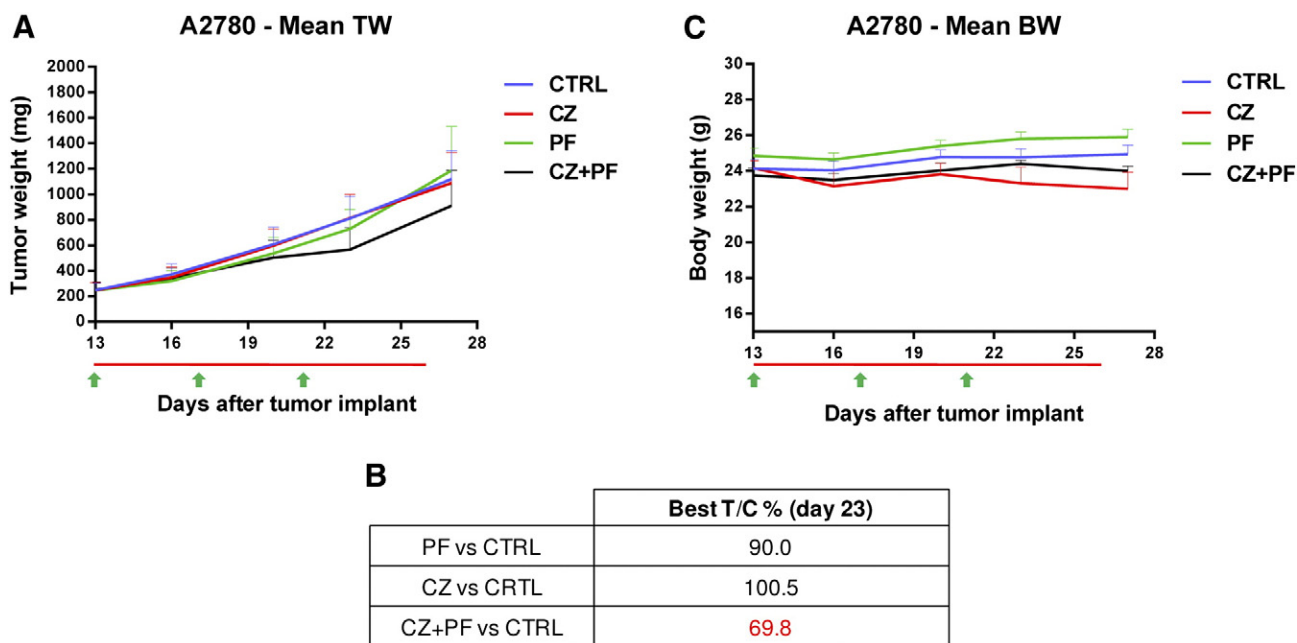 A
A2780 - Mean TW
Tumor weight (mg)
2000
1800
1600
1400
1200
1000
800
600
400
200
0
13
16
19
22
25
28
Days after tumor implant
CTRL
CZ
PF
CZ+PF
C
A2780 - Mean BW
Body weight (g)
30
28
26
24
22
20
18
16
13
16
19
22
25
28
Days after tumor implant
CTRL
CZ
PF
CZ+PF
B
Best T/C % (day 23)
PF vs CTRL 90.0
CZ vs CRTL 100.5
CZ+PF vs CTRL 69.8